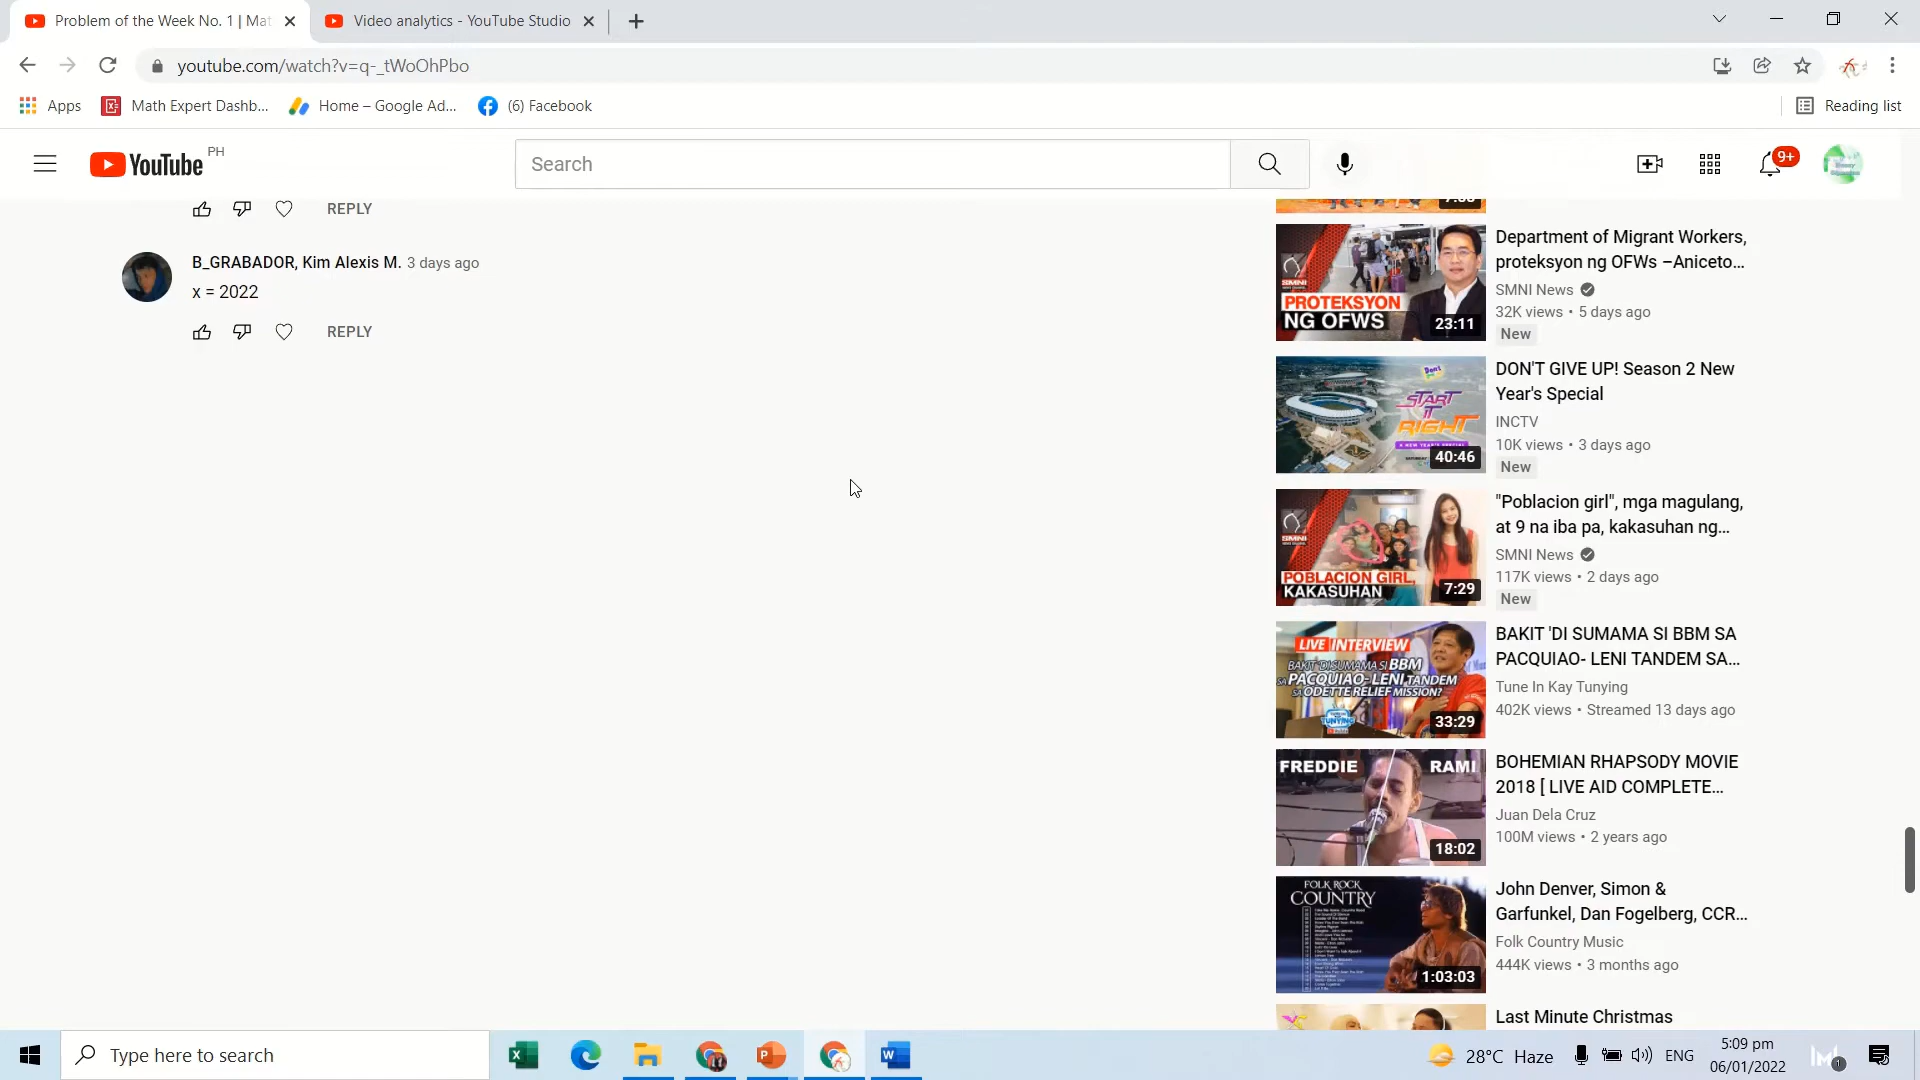 Problem of the Week No. 1 | Mat
Video analytics - YouTube Studio
youtube.com/watch?v=q-_tWoOhPbo
Apps
Math Expert Dashb...
Home – Google Ad...
(6) Facebook
Reading list
YouTube PH
Search
9+
REPLY
B_GRABADOR, Kim Alexis M. 3 days ago
x = 2022
REPLY
PROTEKSYON
NG OFWS
23:11
Department of Migrant Workers,
proteksyon ng OFWs –Aniceto...
SMNI News
32K views • 5 days ago
New
Don't
START
IT
RIGHT
40:46
DON'T GIVE UP! Season 2 New
Year's Special
INCTV
10K views • 3 days ago
New
SMNI
POBLACION GIRL,
KAKASUHAN
7:29
"Poblacion girl", mga magulang,
at 9 na iba pa, kakasuhan ng...
SMNI News
117K views • 2 days ago
New
LIVE INTERVIEW
BAKIT 'DI SUMAMA SI BBM
SA PACQUIAO- LENI TANDEM
SA ODETTE RELIEF MISSION?
33:29
BAKIT 'DI SUMAMA SI BBM SA
PACQUIAO- LENI TANDEM SA...
Tune In Kay Tunying
402K views • Streamed 13 days ago
FREDDIE RAMI
18:02
BOHEMIAN RHAPSODY MOVIE
2018 [ LIVE AID COMPLETE...
Juan Dela Cruz
100M views • 2 years ago
FOLK ROCK
COUNTRY
1:03:03
John Denver, Simon &
Garfunkel, Dan Fogelberg, CCR...
Folk Country Music
444K views • 3 months ago
Last Minute Christmas
Type here to search
28°C Haze
ENG
5:09 pm
06/01/2022
1